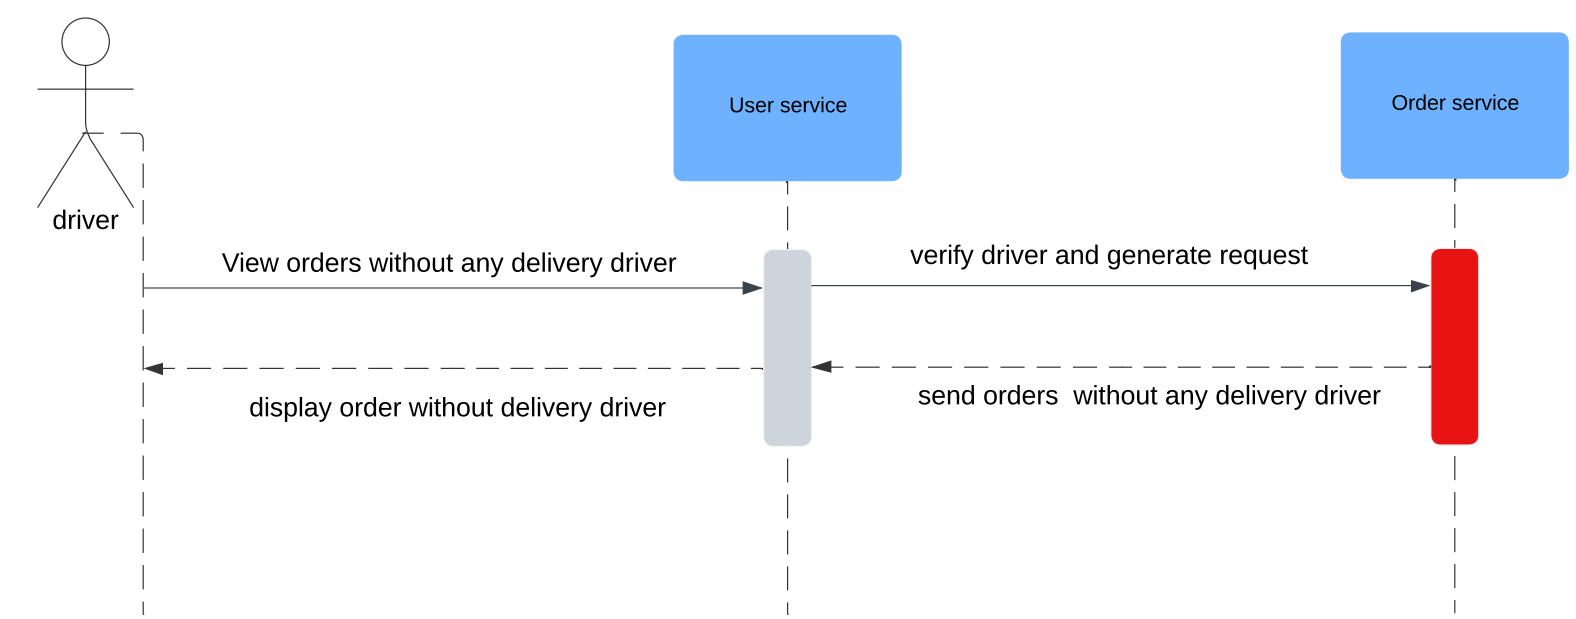 User service
Order service
driver
View orders without any delivery driver
verify driver and generate request
display order without delivery driver
send orders  without any delivery driver